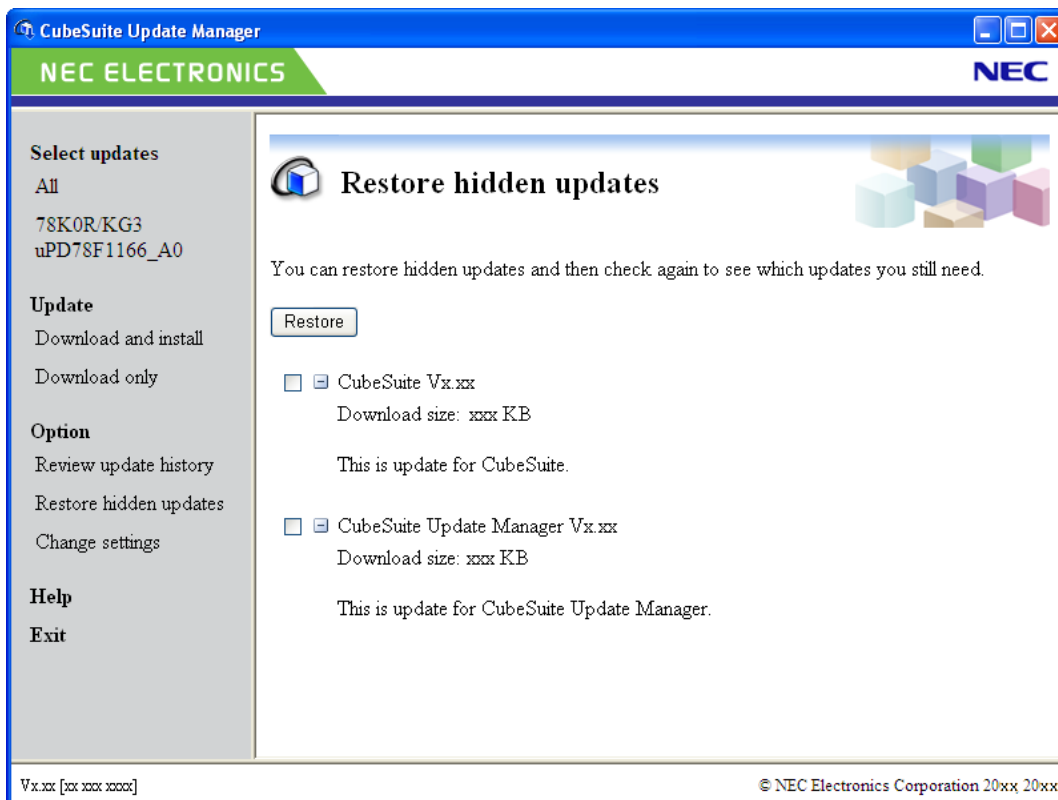 CubeSuite Update Manager
NEC ELECTRONICS
NEC
Select updates
All
78K0R/KG3
uPD78F1166_A0
Update
Download and install
Download only
Option
Review update history
Restore hidden updates
Change settings
Help
Exit
Restore hidden updates
You can restore hidden updates and then check again to see which updates you still need.
Restore
CubeSuite Vx.xx
Download size: xxx KB
This is update for CubeSuite.
CubeSuite Update Manager Vx.xx
Download size: xxx KB
This is update for CubeSuite Update Manager.
Vx.xx [xx xxx xxxx]
© NEC Electronics Corporation 20xx, 20xx